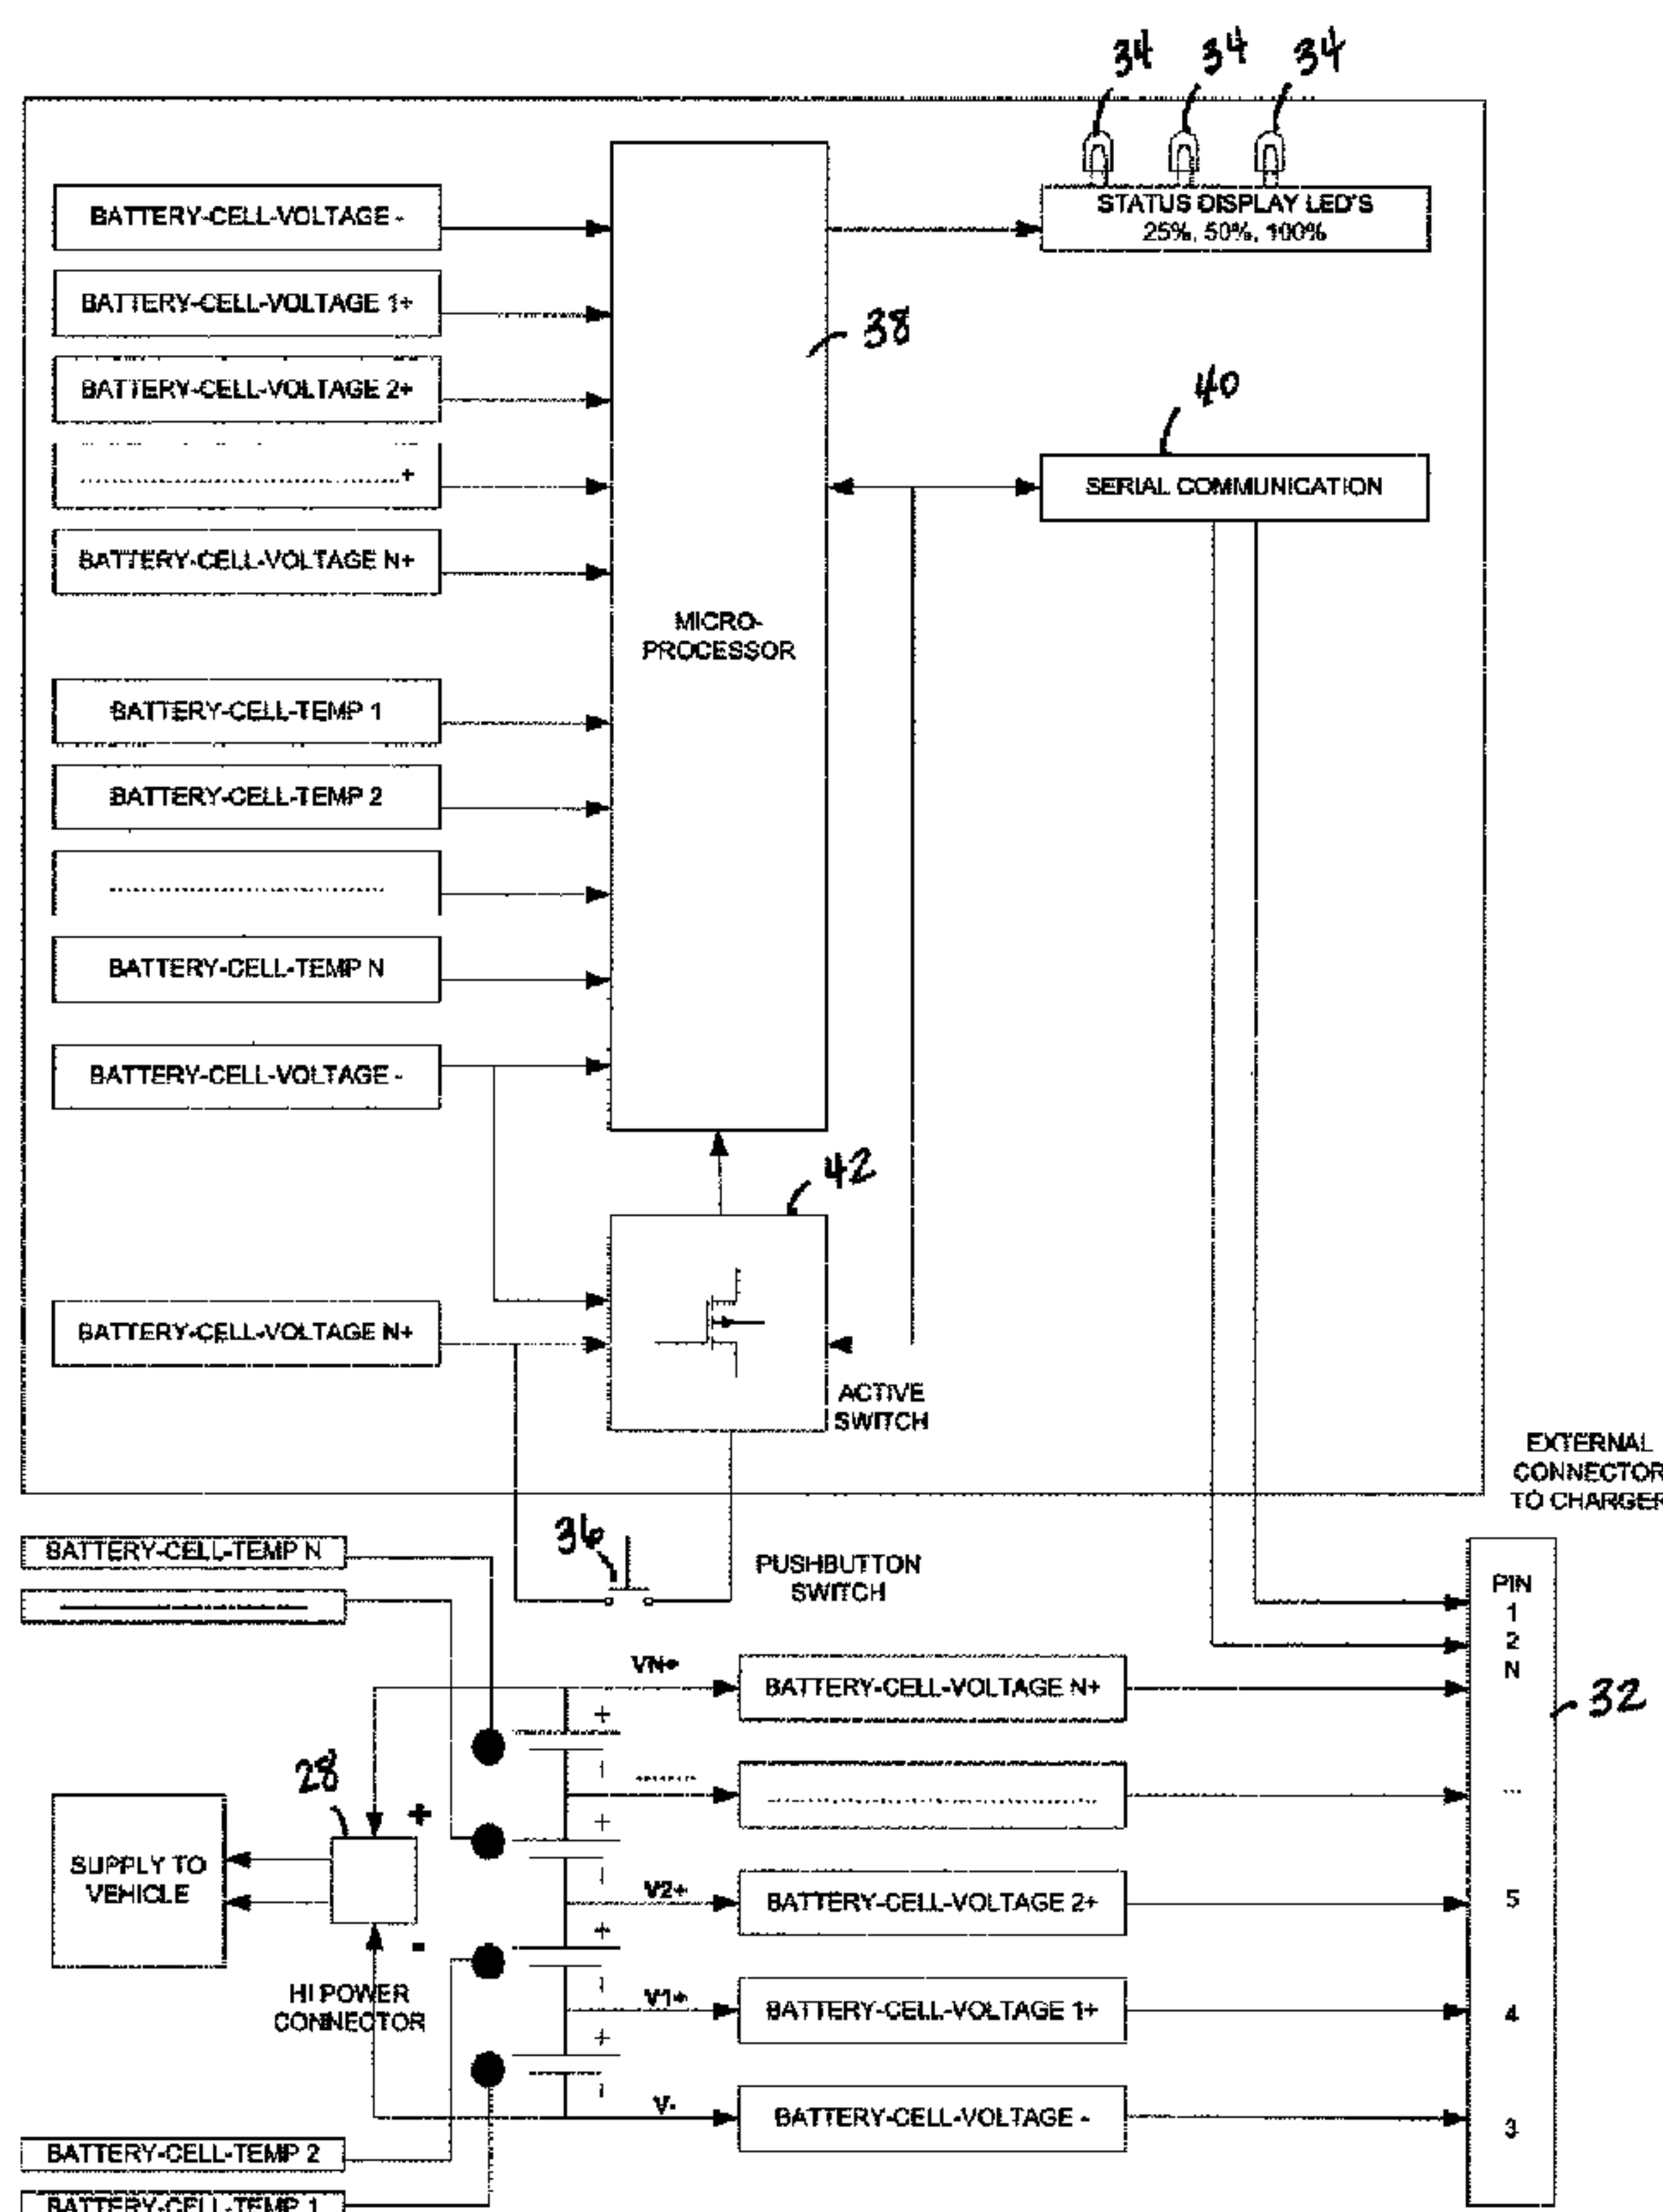 34 34 34
BATTERY-CELL-VOLTAGE -
STATUS DISPLAY LED'S
25%, 50%, 100%
BATTERY-CELL-VOLTAGE 1+
38
BATTERY-CELL-VOLTAGE 2+
40
+
SERIAL COMMUNICATION
BATTERY-CELL-VOLTAGE N+
MICRO-
PROCESSOR
BATTERY-CELL-TEMP 1
BATTERY-CELL-TEMP 2
BATTERY-CELL-TEMP N
BATTERY-CELL-VOLTAGE -
42
BATTERY-CELL-VOLTAGE N+
ACTIVE
SWITCH
EXTERNAL
CONNECTOR
TO CHARGER
BATTERY-CELL-TEMP N
36
PUSHBUTTON
SWITCH
PIN
1
2
N
VN+
BATTERY-CELL-VOLTAGE N+
32
+
-
28
+
...
+
-
SUPPLY TO
VEHICLE
V2+
BATTERY-CELL-VOLTAGE 2+
5
-
+
-
HI POWER
CONNECTOR
V1+
BATTERY-CELL-VOLTAGE 1+
4
+
-
V-
BATTERY-CELL-VOLTAGE -
3
BATTERY-CELL-TEMP 2
BATTERY-CELL-TEMP 1